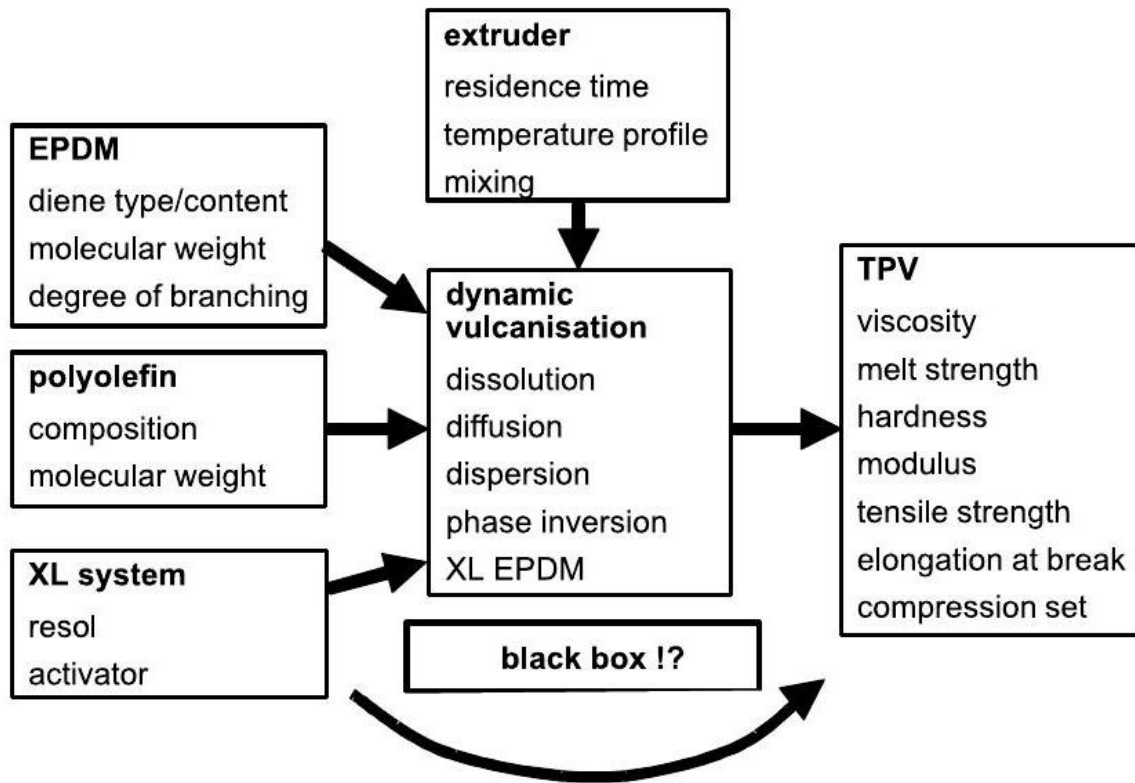 extruder
residence time
temperature profile
mixing
EPDM
diene type/content
molecular weight
degree of branching
polyolefin
composition
molecular weight
XL system
resol
activator
dynamic
vulcanisation
dissolution
diffusion
dispersion
phase inversion
XL EPDM
black box !?
TPV
viscosity
melt strength
hardness
modulus
tensile strength
elongation at break
compression set